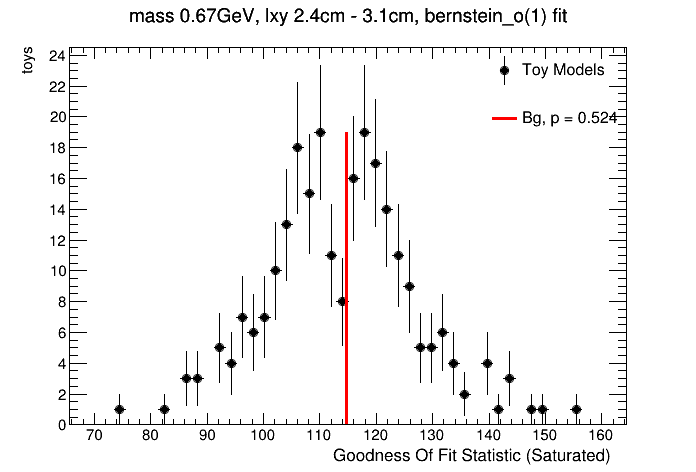 mass 0.67GeV, lxy 2.4cm - 3.1cm, bernstein_o(1) fit
toys
24
22
20
18
16
14
12
10
8
6
4
2
0
Toy Models
Bg, p = 0.524
70 80 90 100 110 120 130 140 150 160
Goodness Of Fit Statistic (Saturated)